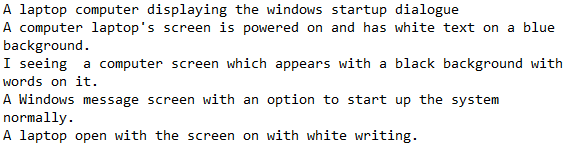 A laptop computer displaying the windows startup dialogue
A computer laptop's screen is powered on and has white text on a blue
background.
I seeing  a computer screen which appears with a black background with
words on it.
A Windows message screen with an option to start up the system
normally.
A laptop open with the screen on with white writing.